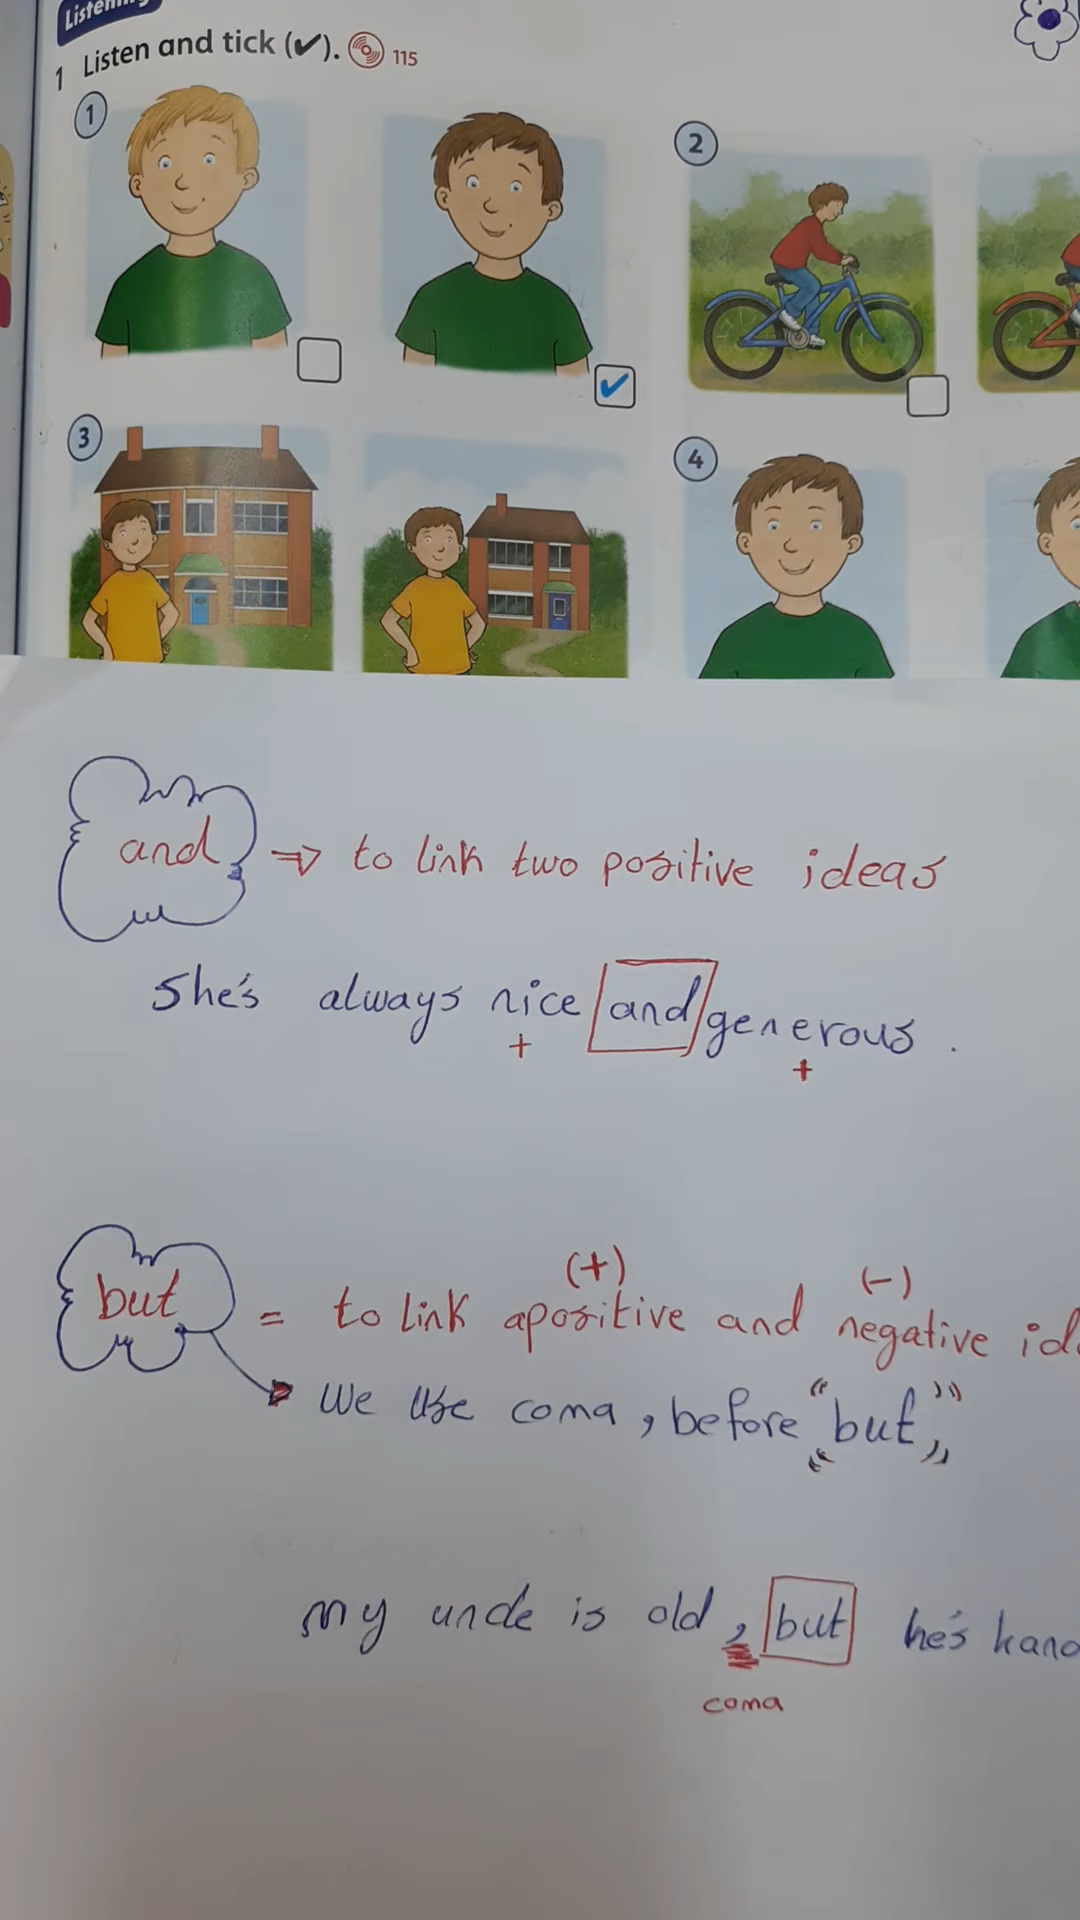 1 Listen and tick (✔). 115
1
2
3
4
and => to link two positive ideas
She's always nice and generous .
+ +
(+) (-)
but = to link apositive and negative
We use coma , before "but"
my uncle is old , but he's
coma